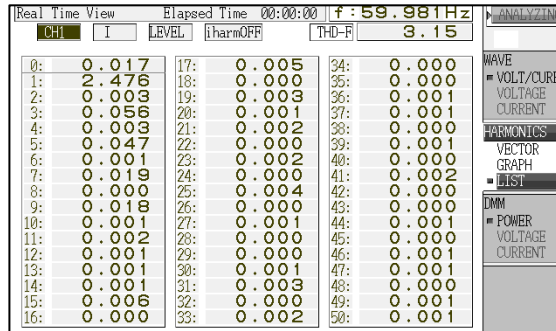 Real Time View Elapsed Time 00:00:00 f:59.981Hz ANALYZING
CH1 I LEVEL iharmOFF THD-F 3.15
0: 0.017 17: 0.005 34: 0.000
1: 2.476 18: 0.000 35: 0.000
2: 0.003 19: 0.003 36: 0.001
3: 0.056 20: 0.001 37: 0.001
4: 0.003 21: 0.002 38: 0.000
5: 0.047 22: 0.000 39: 0.001
6: 0.001 23: 0.002 40: 0.000
7: 0.019 24: 0.000 41: 0.002
8: 0.000 25: 0.004 42: 0.000
9: 0.018 26: 0.000 43: 0.000
10: 0.001 27: 0.001 44: 0.001
11: 0.002 28: 0.000 45: 0.000
12: 0.001 29: 0.000 46: 0.001
13: 0.001 30: 0.001 47: 0.001
14: 0.001 31: 0.003 48: 0.000
15: 0.006 32: 0.000 49: 0.001
16: 0.000 33: 0.002 50: 0.001
WAVE
VOLT/CURR
VOLTAGE
CURRENT
HARMONICS
VECTOR
GRAPH
LIST
DMM
POWER
VOLTAGE
CURRENT